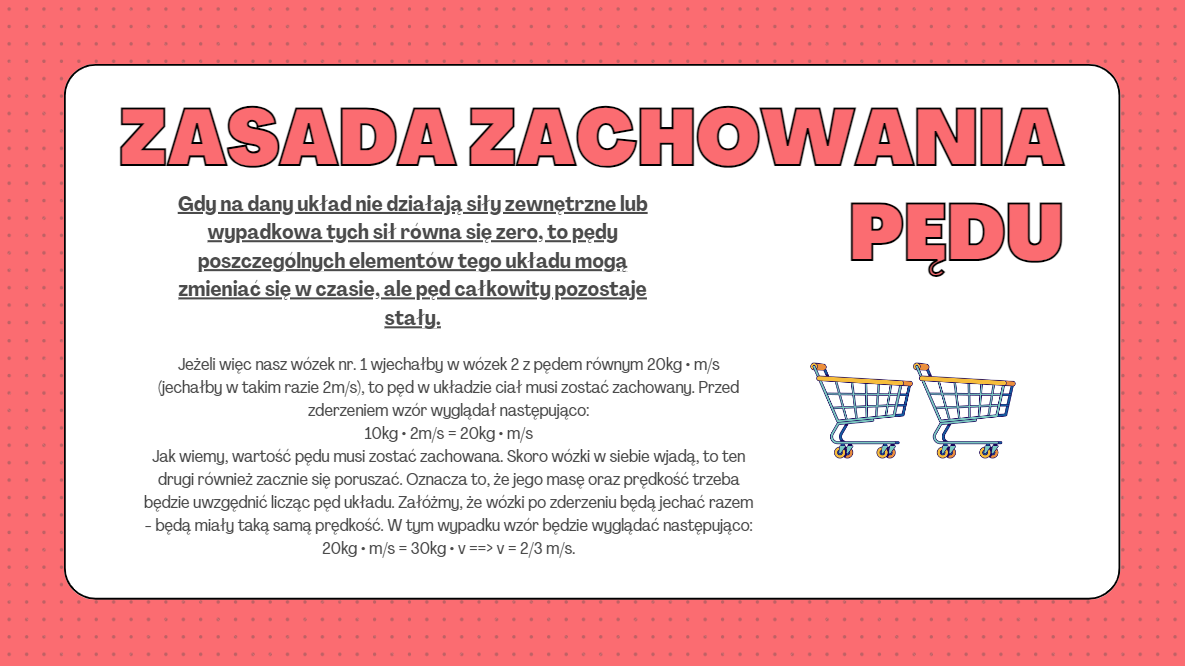 ZASADA ZACHOWANIA
PĘDU
Gdy na dany układ nie działają siły zewnętrzne lub
wypadkowa tych sił równa się zero, to pędy
poszczególnych elementów tego układu mogą
zmieniać się w czasie, ale pęd całkowity pozostaje
stały.
Jeżeli więc nasz wózek nr. 1 wjechałby w wózek 2 z pędem równym 20kg • m/s
(jechałby w takim razie 2m/s), to pęd w układzie ciał musi zostać zachowany. Przed
zderzeniem wzór wyglądał następująco:
10kg • 2m/s = 20kg • m/s
Jak wiemy, wartość pędu musi zostać zachowana. Skoro wózki w siebie wjadą, to ten
drugi również zacznie się poruszać. Oznacza to, że jego masę oraz prędkość trzeba
będzie uwzgędnić licząc pęd układu. Załóżmy, że wózki po zderzeniu będą jechać razem
- będą miały taką samą prędkość. W tym wypadku wzór będzie wyglądać następująco:
20kg • m/s = 30kg • v ==> v = 2/3 m/s.